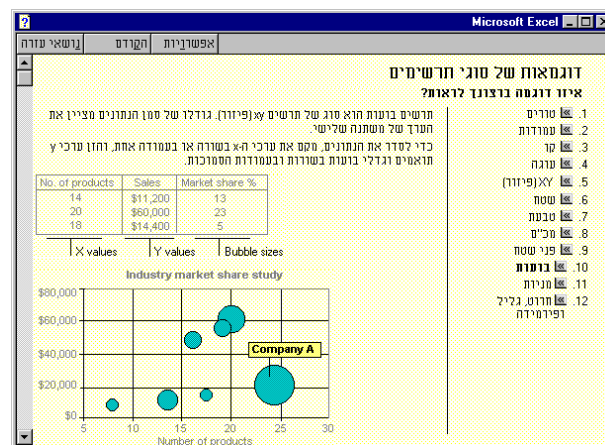 Microsoft Excel
אפשרויות הקודם נושאי עזרה
דוגמאות של סוגי תרשימים
איזו דוגמה ברצונך לראות?
1. טורים
2. עמודות
3. קו
4. עוגה
5. XY(פיזור)
6. שטח
7. טבעת
8. מכ"ם
9. פני שטח
10. בועות
11. מניות
12. חרוט, גליל
ופירמידה
תרשים בועות הוא סוג של תרשים xy(פיזור). גודלו של סמן הנתונים מציין את
הערך של משתנה שלישי.
כדי לסדר את הנתונים, מקם את ערכי ה-x בשורה או בעמודה אחת, והזן ערכי y
תואמים וגדלי בועות בשורות ובעמודות הסמוכות.
No. of products Sales Market share %
14 $11,200 13
20 $60,000 23
18 $14,400 5
X values Y values Bubble sizes
Industry market share study
$80,000
$60,000
$40,000
$20,000
$0
Company A
5 10 15 20 25 30
Number of products